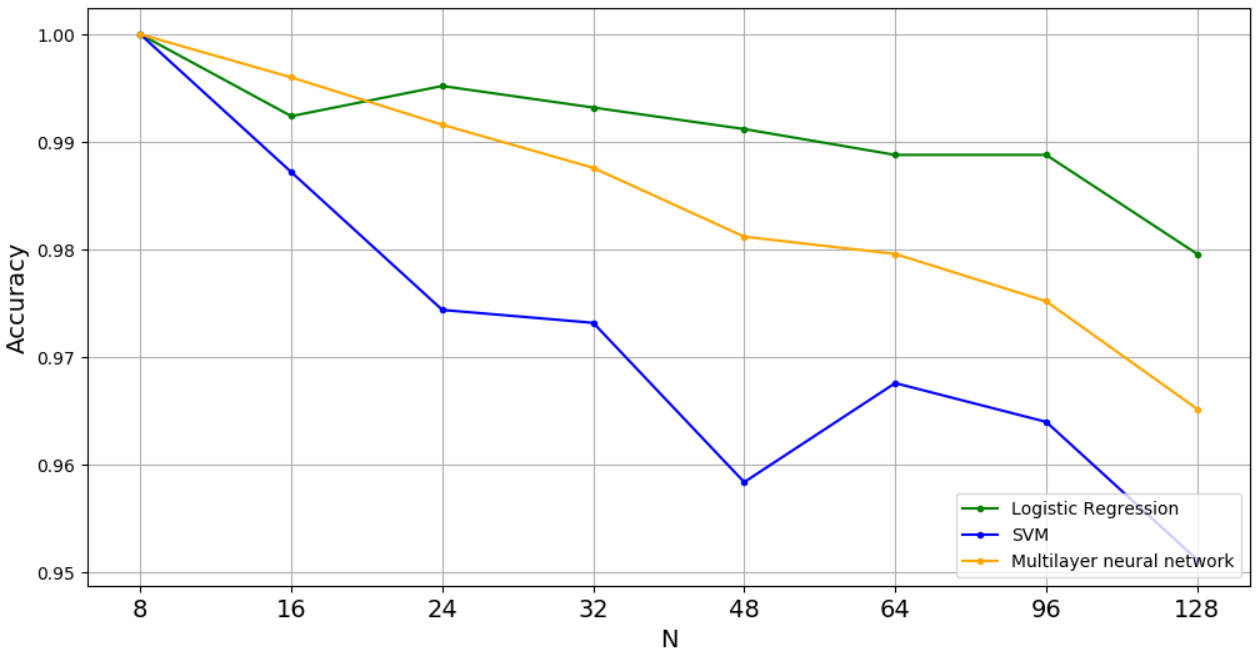 1.00
0.99
0.98
0.97
0.96
0.95
Accuracy
8 16 24 32 48 64 96 128
N
Logistic Regression
SVM
Multilayer neural network